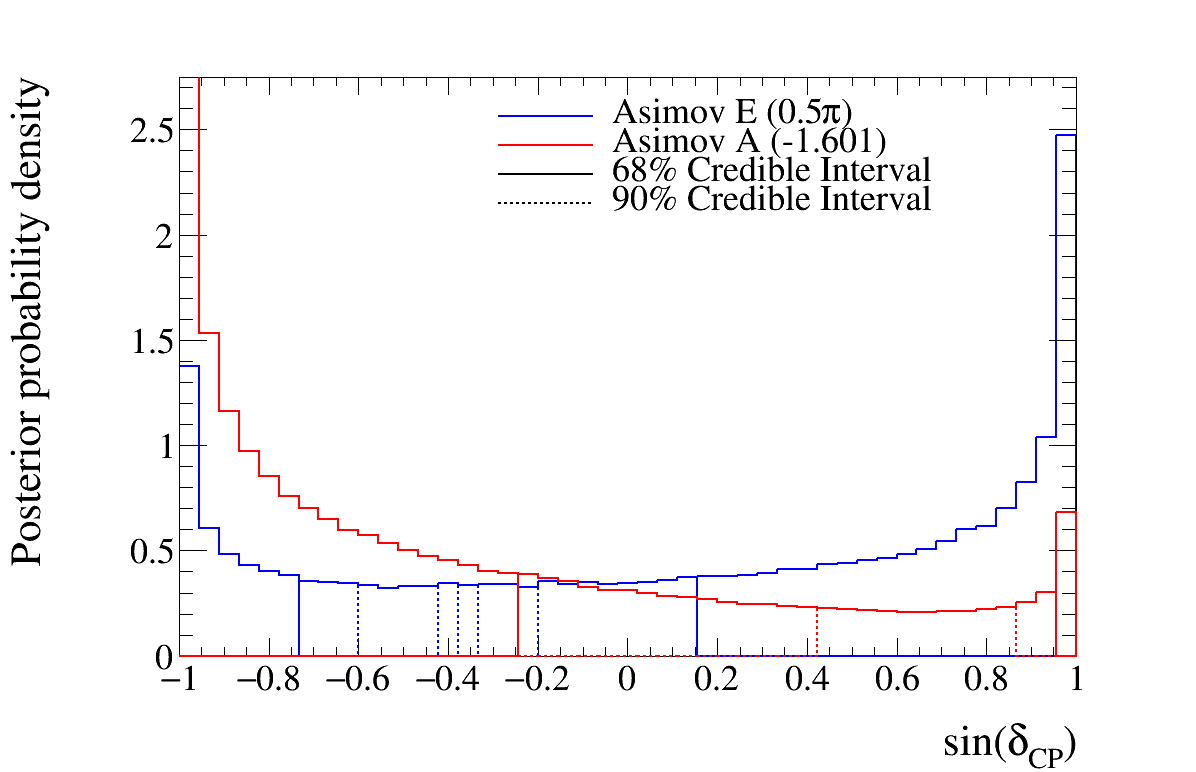 Posterior probability density
2.5
2
1.5
1
0.5
0
Asimov E (0.5π)
Asimov A (-1.601)
68% Credible Interval
90% Credible Interval
−1 −0.8 −0.6 −0.4 −0.2 0 0.2 0.4 0.6 0.8 1
sin(δCP)